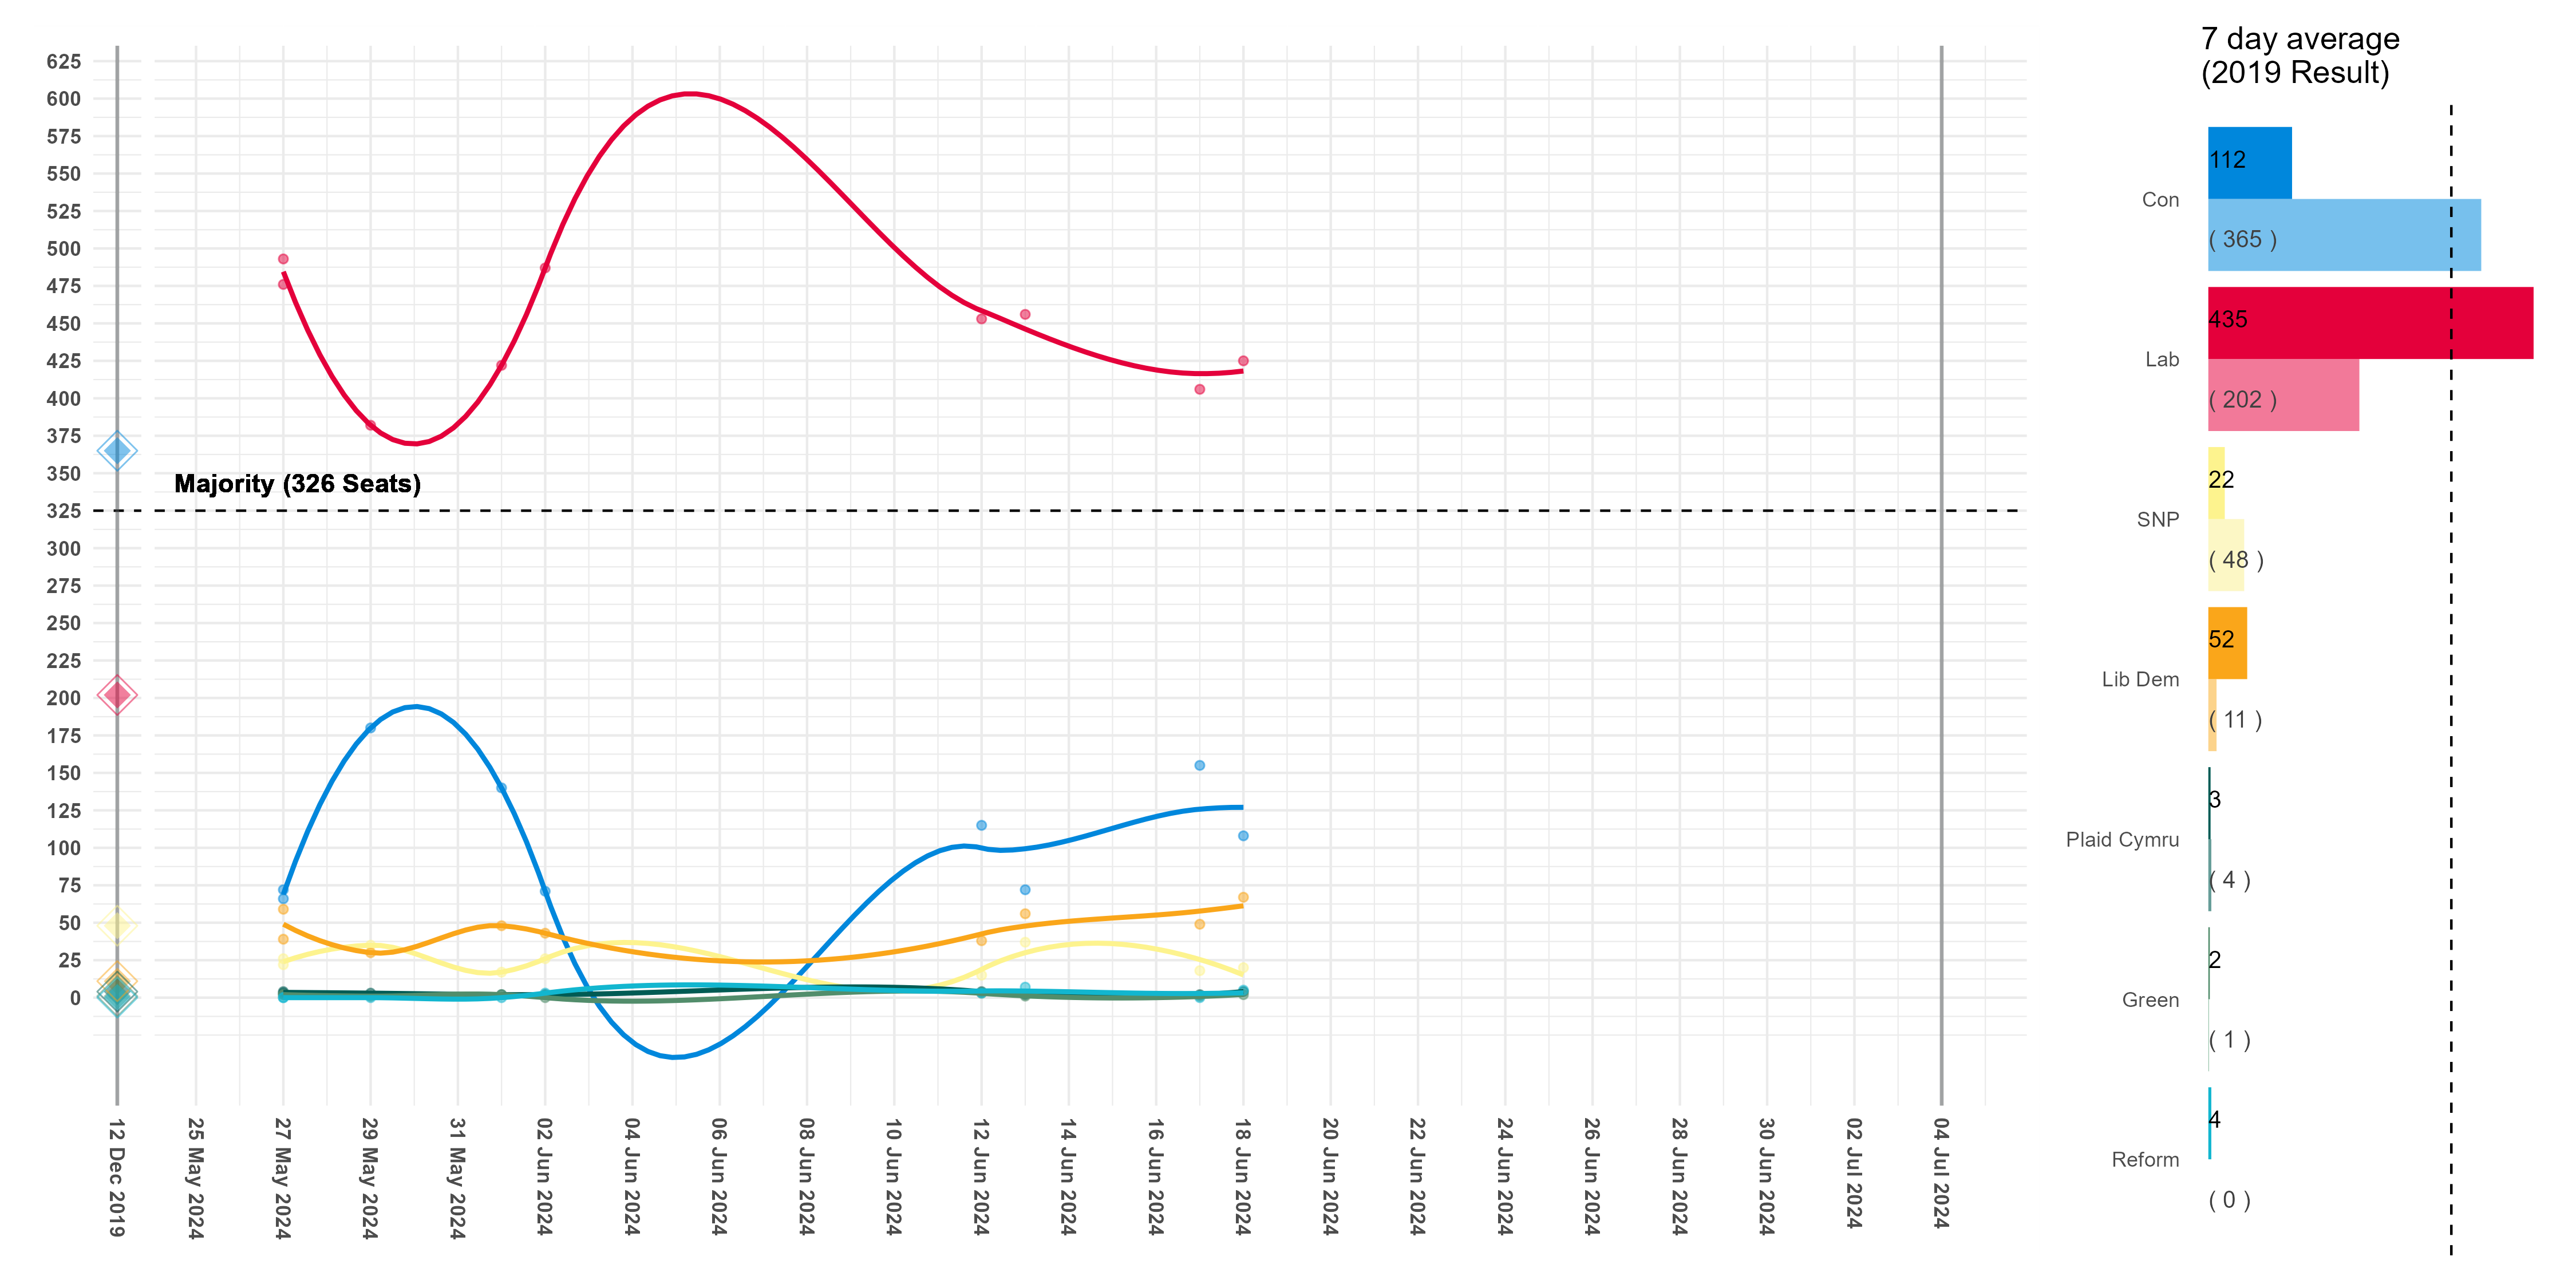 625
600
575
550
525
500
475
450
425
400
375
350
325
300
275
250
225
200
175
150
125
100
75
50
25
0
Majority (326 Seats)
12 Dec 2019
25 May 2024
27 May 2024
29 May 2024
31 May 2024
02 Jun 2024
04 Jun 2024
06 Jun 2024
08 Jun 2024
10 Jun 2024
12 Jun 2024
14 Jun 2024
16 Jun 2024
18 Jun 2024
20 Jun 2024
22 Jun 2024
24 Jun 2024
26 Jun 2024
28 Jun 2024
30 Jun 2024
02 Jul 2024
04 Jul 2024
7 day average
(2019 Result)
Con
112
( 365 )
Lab
435
( 202 )
SNP
22
( 48 )
Lib Dem
52
( 11 )
Plaid Cymru
3
( 4 )
Green
2
( 1 )
Reform
4
( 0 )